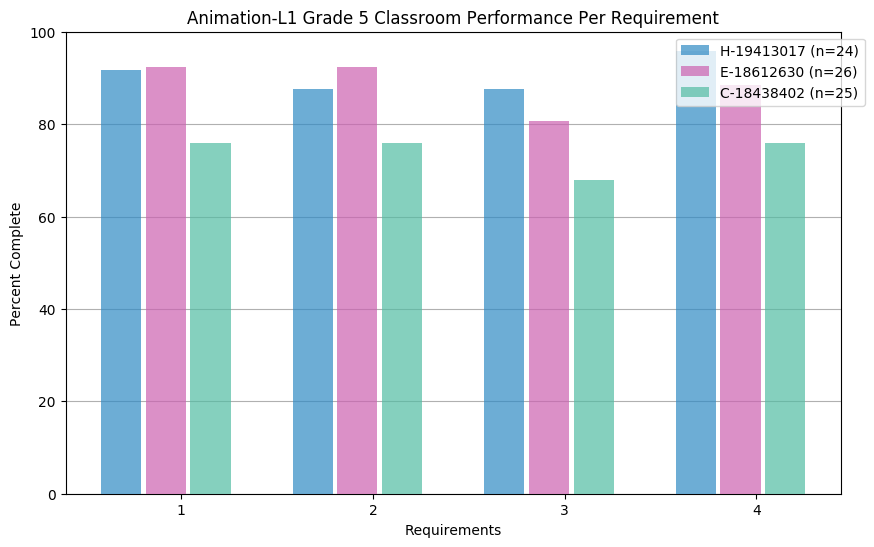 Animation-L1 Grade 5 Classroom Performance Per Requirement
H-19413017 (n=24)
E-18612630 (n=26)
C-18438402 (n=25)
Percent Complete
100
80
60
40
20
0
1 2 3 4
Requirements